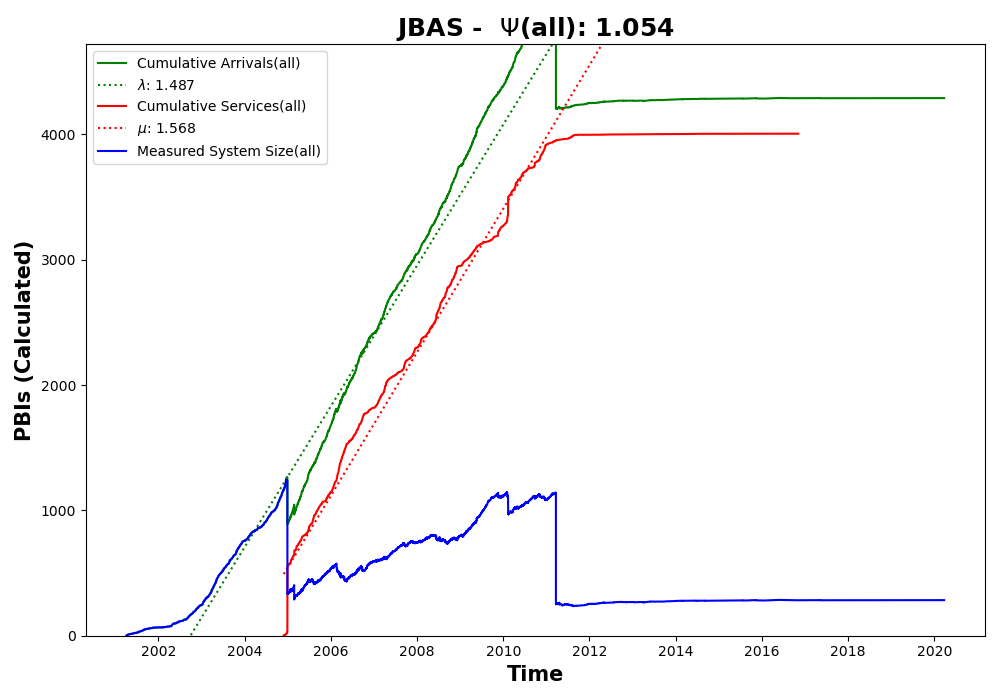 JBAS -  Ψ(all): 1.054
Cumulative Arrivals(all)
λ: 1.487
Cumulative Services(all)
μ: 1.568
Measured System Size(all)
PBIs (Calculated)
4000
3000
2000
1000
0
2002 2004 2006 2008 2010 2012 2014 2016 2018 2020
Time